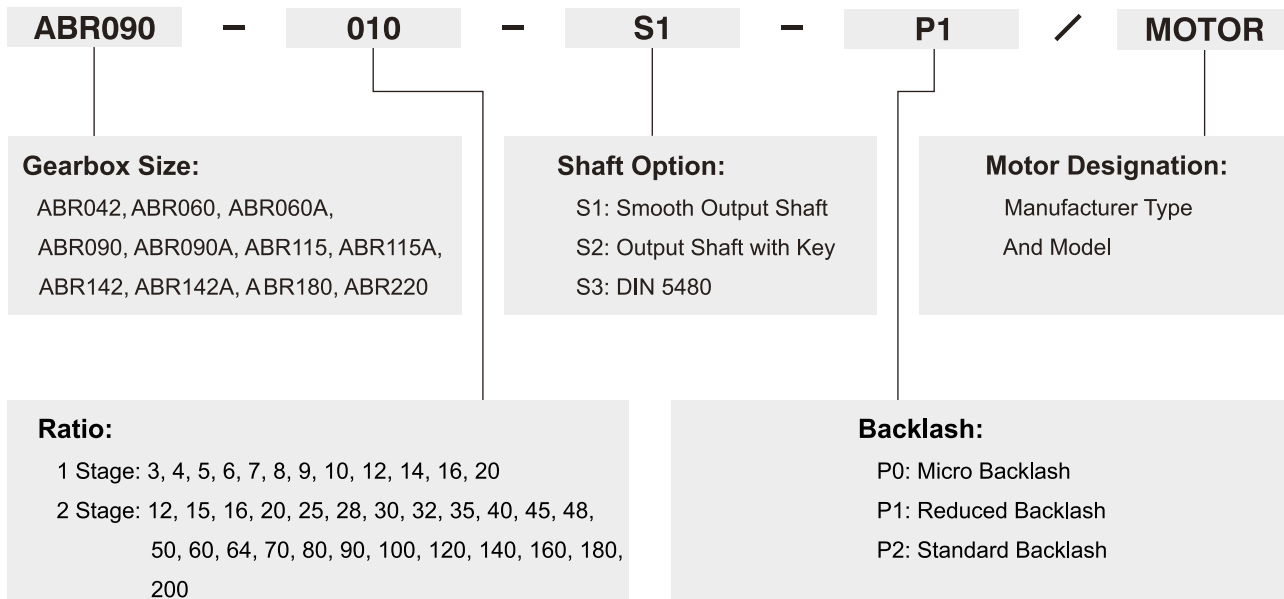 ABR090 – 010 – S1 – P1 / MOTOR
Gearbox Size:
ABR042, ABR060, ABR060A,
ABR090, ABR090A, ABR115, ABR115A,
ABR142, ABR142A, ABR180, ABR220
Shaft Option:
S1: Smooth Output Shaft
S2: Output Shaft with Key
S3: DIN 5480
Motor Designation:
Manufacturer Type
And Model
Ratio:
1 Stage: 3, 4, 5, 6, 7, 8, 9, 10, 12, 14, 16, 20
2 Stage: 12, 15, 16, 20, 25, 28, 30, 32, 35, 40, 45, 48,
50, 60, 64, 70, 80, 90, 100, 120, 140, 160, 180,
200
Backlash:
P0: Micro Backlash
P1: Reduced Backlash
P2: Standard Backlash